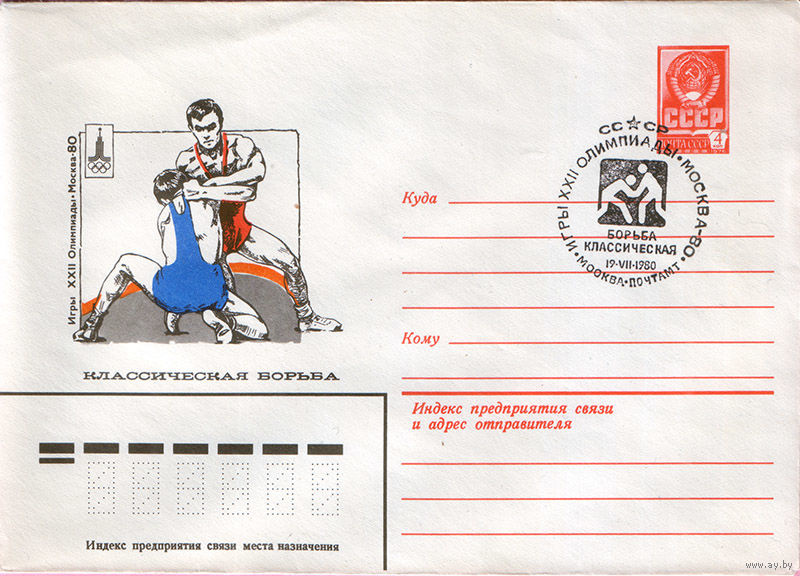 Игры XXII Олимпиады • Москва-80
КЛАССИЧЕСКАЯ БОРЬБА
СССР
ПОЧТА СССР
4
КОП
СССР
ИГРЫ XXII ОЛИМПИАДЫ • МОСКВА-80
БОРЬБА
КЛАССИЧЕСКАЯ
19-VII-1980
МОСКВА • ПОЧТАМТ
Куда
Кому
Индекс предприятия связи
и адрес отправителя
Индекс предприятия связи места назначения
www.ay.by